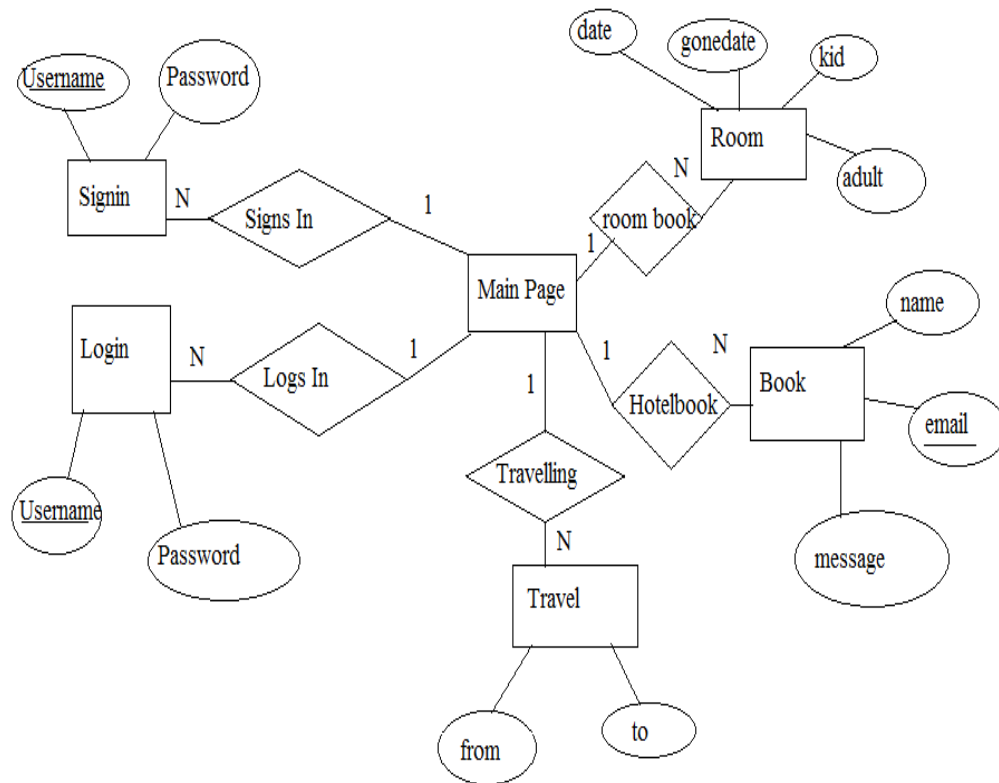 date
gonedate
kid
Username
Password
Room
adult
Signin
N
Signs In
1
N
room book
1
Main Page
name
Login
N
Logs In
1
1
1
N
Hotelbook
Book
email
Travelling
Username
Password
N
message
Travel
from
to